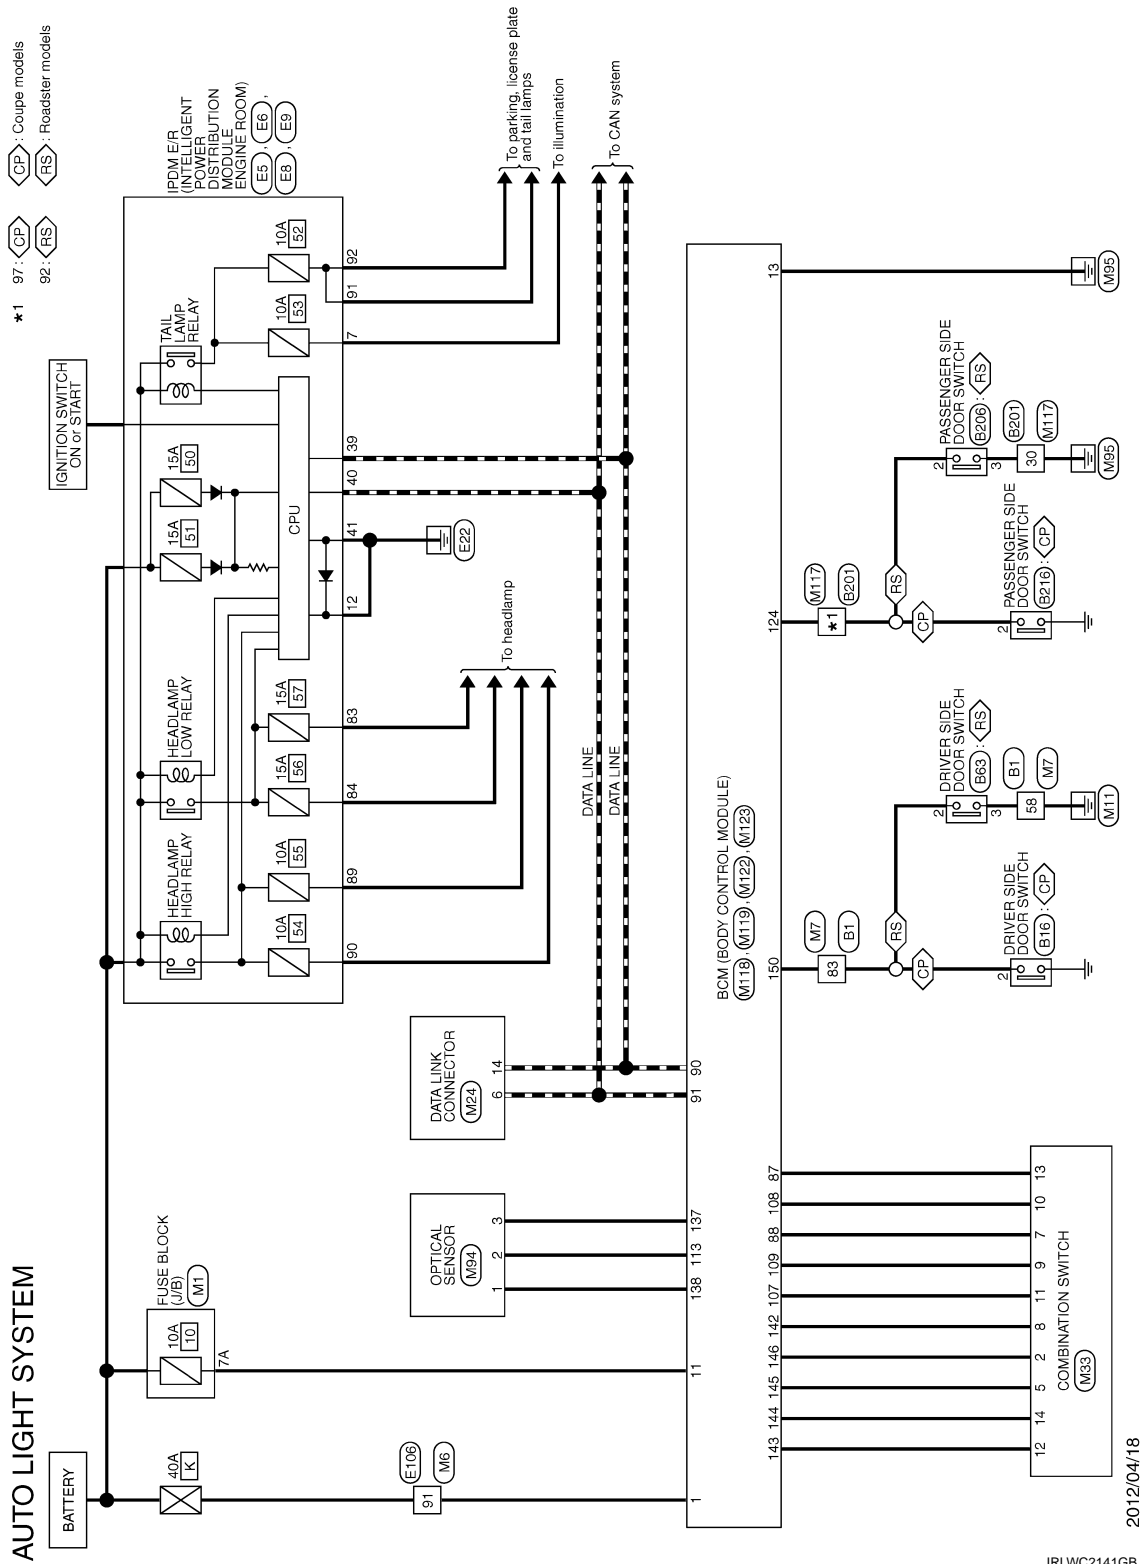 AUTO LIGHT SYSTEM
BATTERY
40A
K
E106
91
M6
1
FUSE BLOCK
(J/B)
M1
10A
10
7A
11
OPTICAL
SENSOR
M94
1
2
3
138
113
137
DATA LINK
CONNECTOR
M24
6
14
91
90
IGNITION SWITCH
ON or START
IPDM E/R
(INTELLIGENT
POWER
DISTRIBUTION
MODULE
ENGINE ROOM)
E5 , E6 ,
E8 , E9
HEADLAMP
HIGH RELAY
HEADLAMP
LOW RELAY
TAIL
LAMP
RELAY
15A
51
15A
50
CPU
10A
54
10A
55
15A
56
15A
57
10A
53
10A
52
90
89
84
83
12
41
40
39
7
91
92
E22
To headlamp
To parking, license plate
and tail lamps
To illumination
To CAN system
DATA LINE
DATA LINE
*1
97 : CP
92 : RS
CP : Coupe models
RS : Roadster models
BCM (BODY CONTROL MODULE)
M118 , M119 , M122 , M123
143
144
145
146
142
107
109
88
108
87
150
124
13
12
14
5
2
8
11
9
7
10
13
COMBINATION SWITCH
M33
M7
83
B1
RS
CP
DRIVER SIDE
DOOR SWITCH
B16 : CP
2
DRIVER SIDE
DOOR SWITCH
B63 : RS
2
3
B1
58
M7
M11
M117
*1
B201
RS
CP
PASSENGER SIDE
DOOR SWITCH
B216 : CP
2
PASSENGER SIDE
DOOR SWITCH
B206 : RS
2
3
B201
30
M117
M95
M95
2012/04/18
JRLWC2141GB